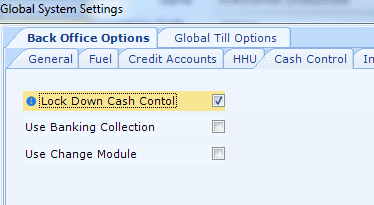 Global System Settings
Back Office Options Global Till Options
General Fuel Credit Accounts HHU Cash Control In
Lock Down Cash Contol
Use Banking Collection
Use Change Module